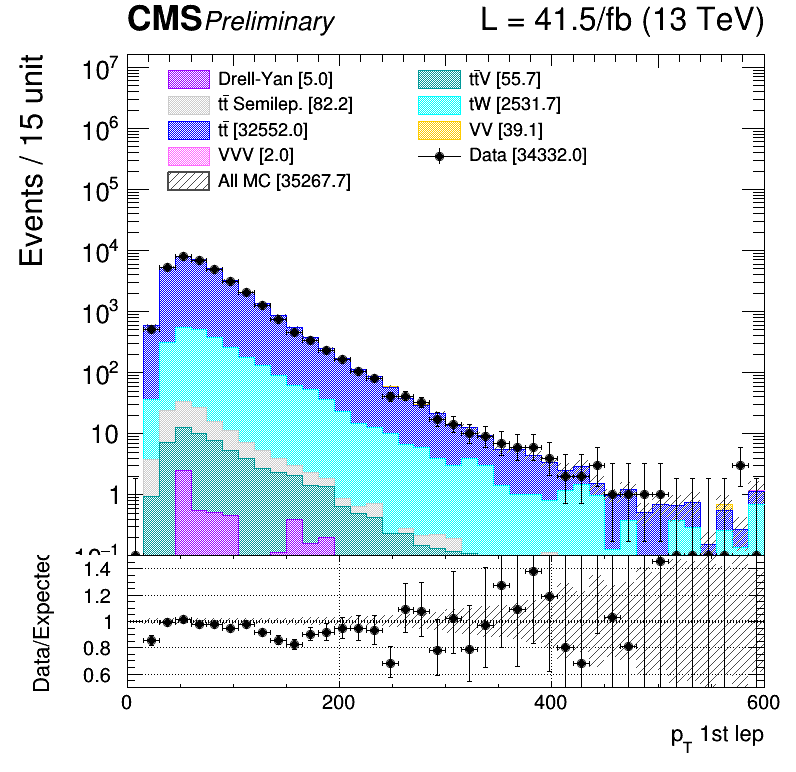 CMS Preliminary L = 41.5/fb (13 TeV)
Events / 15 unit
10⁷
10⁶
10⁵
10⁴
10³
10²
10
1
10⁻¹
Drell-Yan [5.0]
tt̄ Semilep. [82.2]
tt̄ [32552.0]
VVV [2.0]
All MC [35267.7]
tt̄V [55.7]
tW [2531.7]
VV [39.1]
Data [34332.0]
Data/Expected
1.4
1.2
1
0.8
0.6
0 200 400 600
p_T 1st lep